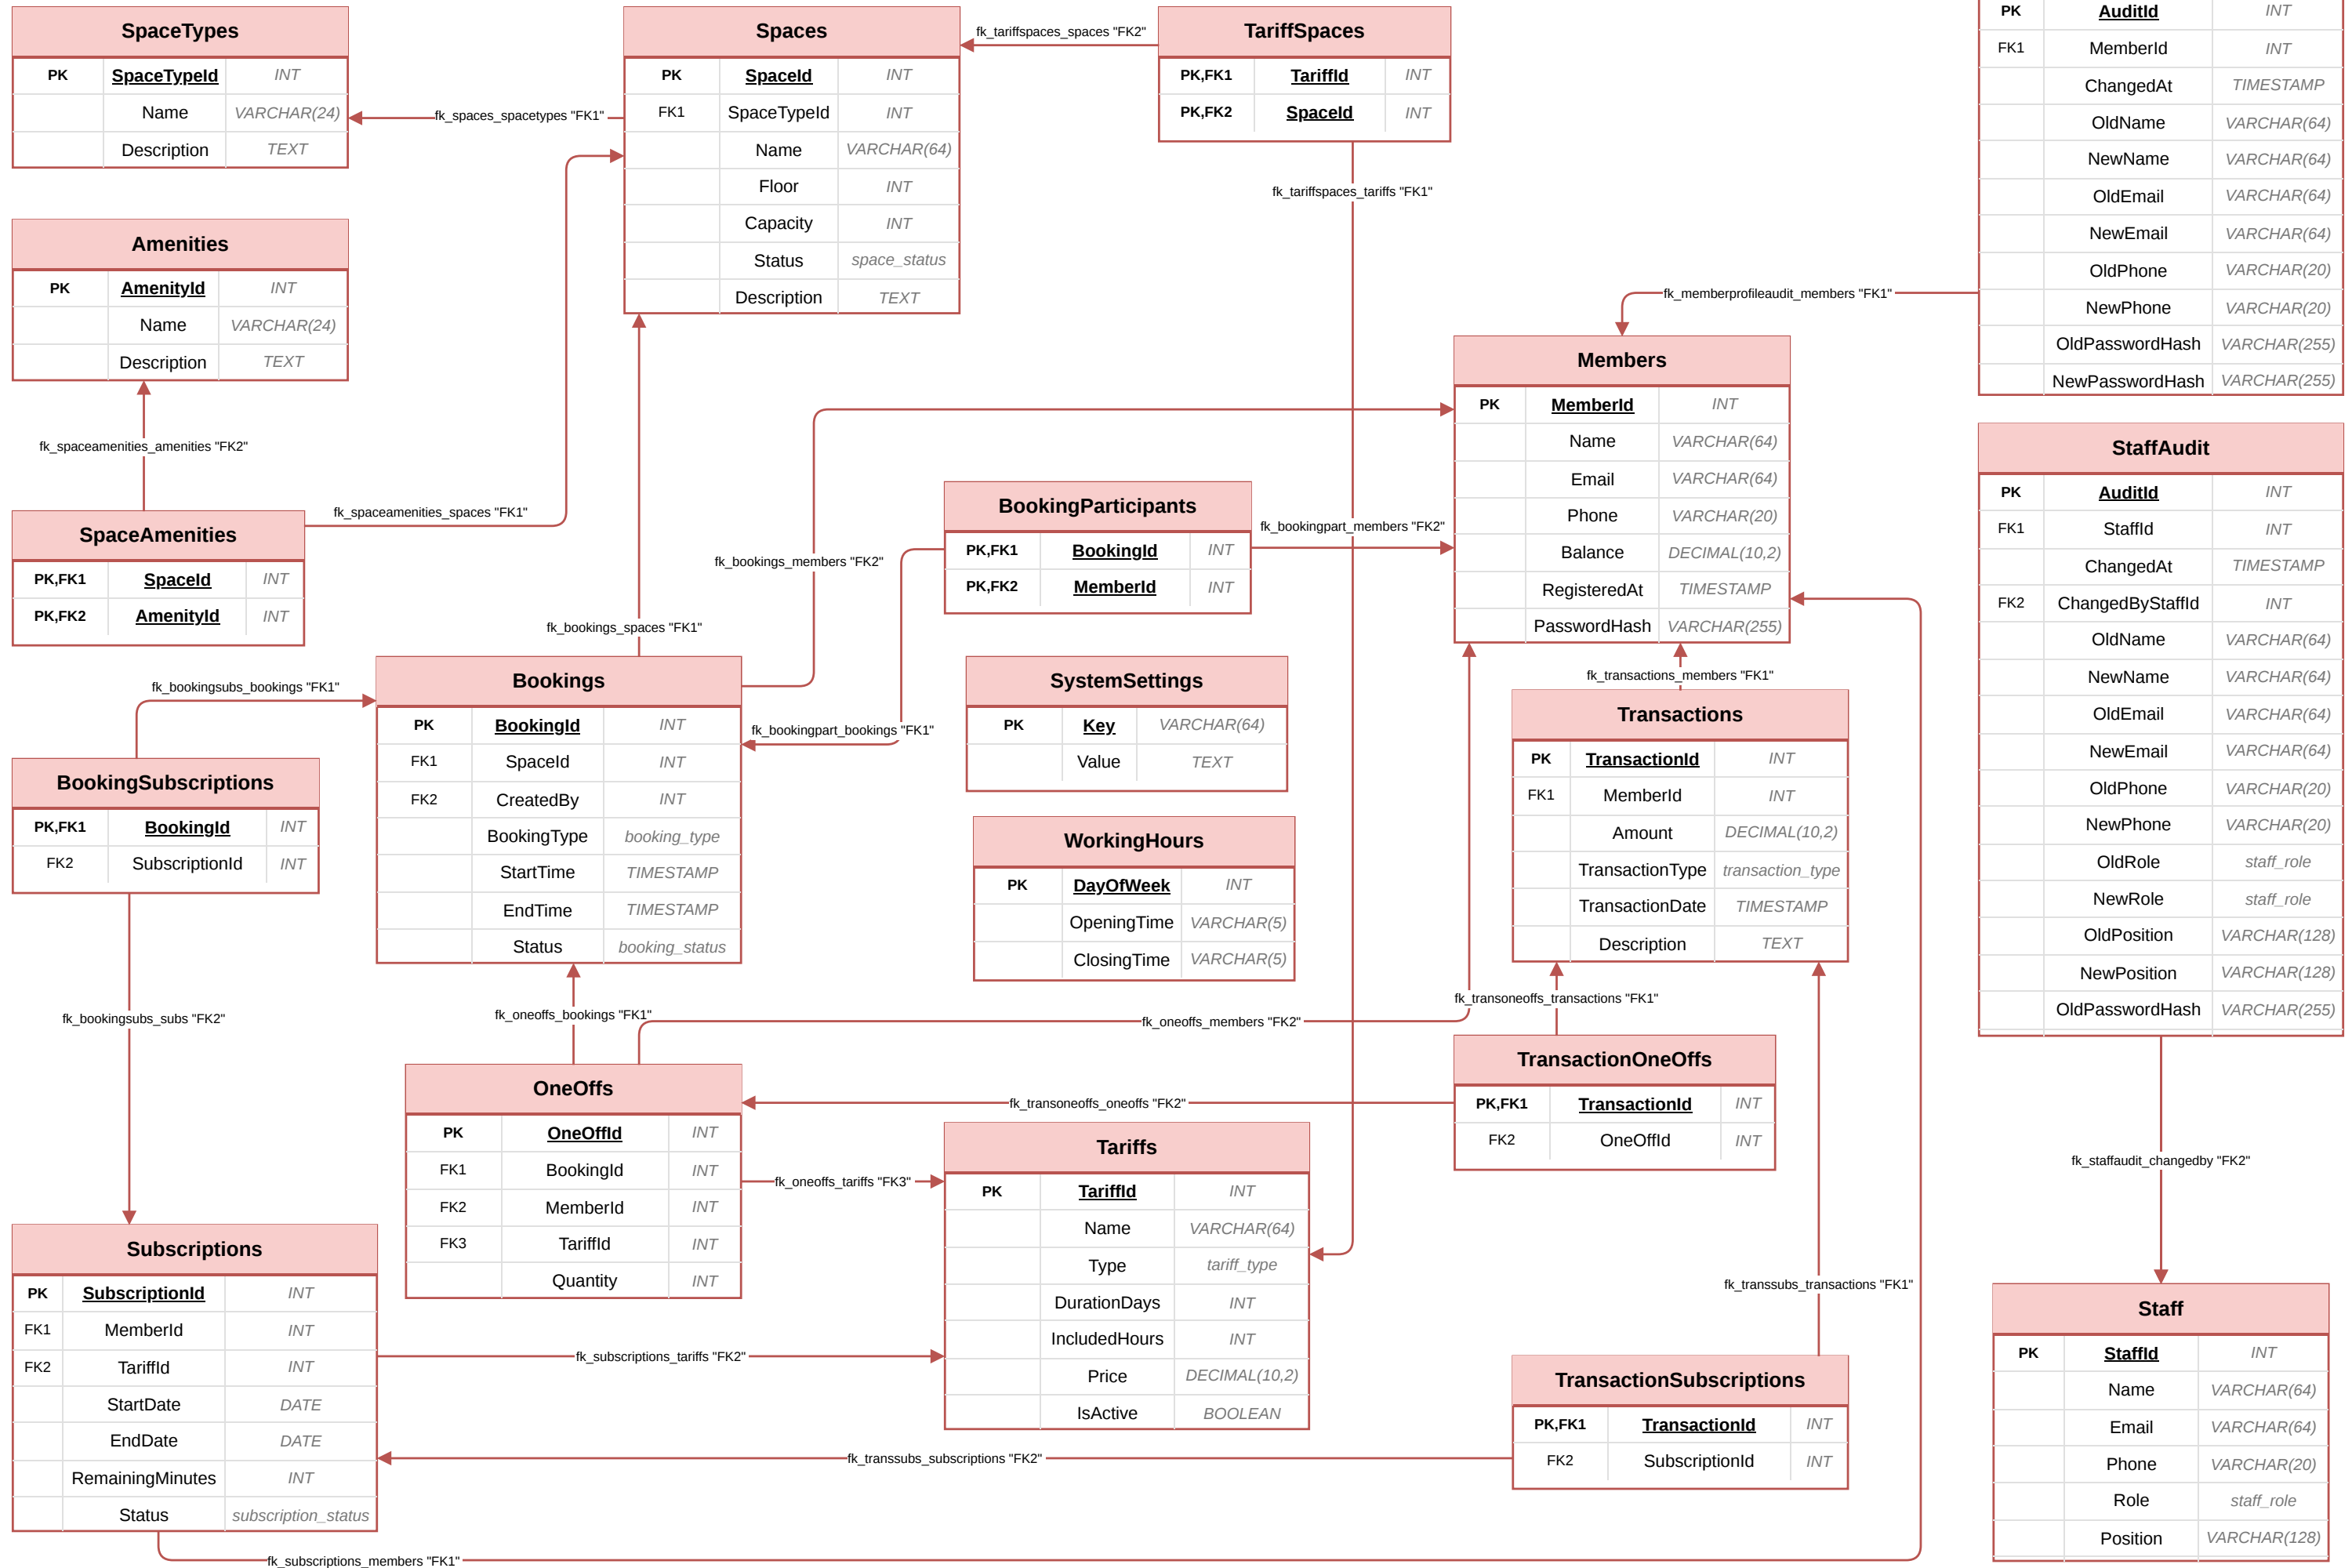 SpaceTypes
PK SpaceTypeId INT
Name VARCHAR(24)
Description TEXT
fk_spaces_spacetypes "FK1"
Spaces
PK SpaceId INT
FK1 SpaceTypeId INT
Name VARCHAR(64)
Floor INT
Capacity INT
Status space_status
Description TEXT
fk_tariffspaces_spaces "FK2"
TariffSpaces
PK,FK1 TariffId INT
PK,FK2 SpaceId INT
fk_tariffspaces_tariffs "FK1"
PK AuditId INT
FK1 MemberId INT
ChangedAt TIMESTAMP
OldName VARCHAR(64)
NewName VARCHAR(64)
OldEmail VARCHAR(64)
NewEmail VARCHAR(64)
OldPhone VARCHAR(20)
NewPhone VARCHAR(20)
OldPasswordHash VARCHAR(255)
NewPasswordHash VARCHAR(255)
fk_memberprofileaudit_members "FK1"
Amenities
PK AmenityId INT
Name VARCHAR(24)
Description TEXT
fk_spaceamenities_amenities "FK2"
SpaceAmenities
PK,FK1 SpaceId INT
PK,FK2 AmenityId INT
fk_spaceamenities_spaces "FK1"
Members
PK MemberId INT
Name VARCHAR(64)
Email VARCHAR(64)
Phone VARCHAR(20)
Balance DECIMAL(10,2)
RegisteredAt TIMESTAMP
PasswordHash VARCHAR(255)
BookingParticipants
PK,FK1 BookingId INT
PK,FK2 MemberId INT
fk_bookingpart_members "FK2"
fk_bookings_members "FK2"
fk_bookings_spaces "FK1"
fk_bookingpart_bookings "FK1"
StaffAudit
PK AuditId INT
FK1 StaffId INT
ChangedAt TIMESTAMP
FK2 ChangedByStaffId INT
OldName VARCHAR(64)
NewName VARCHAR(64)
OldEmail VARCHAR(64)
NewEmail VARCHAR(64)
OldPhone VARCHAR(20)
NewPhone VARCHAR(20)
OldRole staff_role
NewRole staff_role
OldPosition VARCHAR(128)
NewPosition VARCHAR(128)
OldPasswordHash VARCHAR(255)
fk_bookingsubs_bookings "FK1"
Bookings
PK BookingId INT
FK1 SpaceId INT
FK2 CreatedBy INT
BookingType booking_type
StartTime TIMESTAMP
EndTime TIMESTAMP
Status booking_status
SystemSettings
PK Key VARCHAR(64)
Value TEXT
fk_transactions_members "FK1"
Transactions
PK TransactionId INT
FK1 MemberId INT
Amount DECIMAL(10,2)
TransactionType transaction_type
TransactionDate TIMESTAMP
Description TEXT
BookingSubscriptions
PK,FK1 BookingId INT
FK2 SubscriptionId INT
WorkingHours
PK DayOfWeek INT
OpeningTime VARCHAR(5)
ClosingTime VARCHAR(5)
fk_bookingsubs_subs "FK2"
fk_oneoffs_bookings "FK1"
fk_oneoffs_members "FK2"
fk_transoneoffs_transactions "FK1"
OneOffs
PK OneOffId INT
FK1 BookingId INT
FK2 MemberId INT
FK3 TariffId INT
Quantity INT
fk_transoneoffs_oneoffs "FK2"
TransactionOneOffs
PK,FK1 TransactionId INT
FK2 OneOffId INT
fk_oneoffs_tariffs "FK3"
Tariffs
PK TariffId INT
Name VARCHAR(64)
Type tariff_type
DurationDays INT
IncludedHours INT
Price DECIMAL(10,2)
IsActive BOOLEAN
fk_staffaudit_changedby "FK2"
Subscriptions
PK SubscriptionId INT
FK1 MemberId INT
FK2 TariffId INT
StartDate DATE
EndDate DATE
RemainingMinutes INT
Status subscription_status
fk_subscriptions_tariffs "FK2"
fk_transsubs_transactions "FK1"
TransactionSubscriptions
PK,FK1 TransactionId INT
FK2 SubscriptionId INT
fk_transsubs_subscriptions "FK2"
Staff
PK StaffId INT
Name VARCHAR(64)
Email VARCHAR(64)
Phone VARCHAR(20)
Role staff_role
Position VARCHAR(128)
fk_subscriptions_members "FK1"